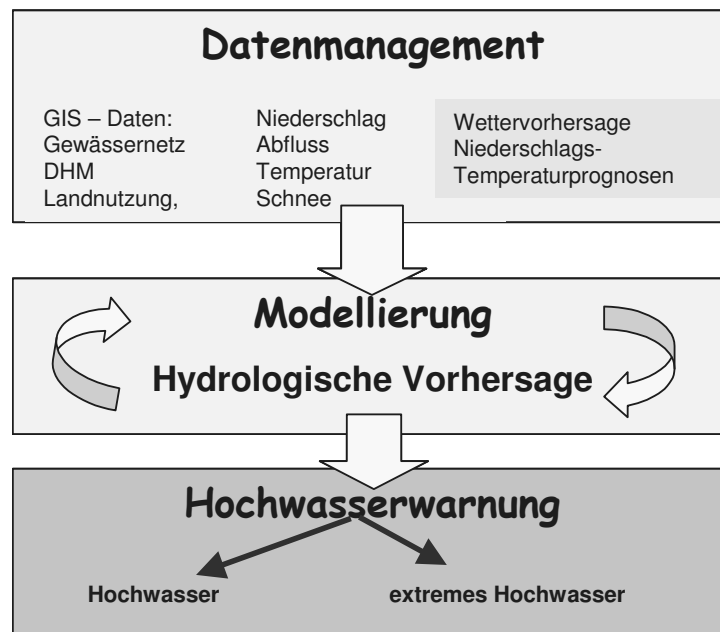 Datenmanagement
GIS – Daten:
Gewässernetz
DHM
Landnutzung,
Niederschlag
Abfluss
Temperatur
Schnee
Wettervorhersage
Niederschlags-
Temperaturprognosen
Modellierung
Hydrologische Vorhersage
Hochwasserwarnung
Hochwasser
extremes Hochwasser